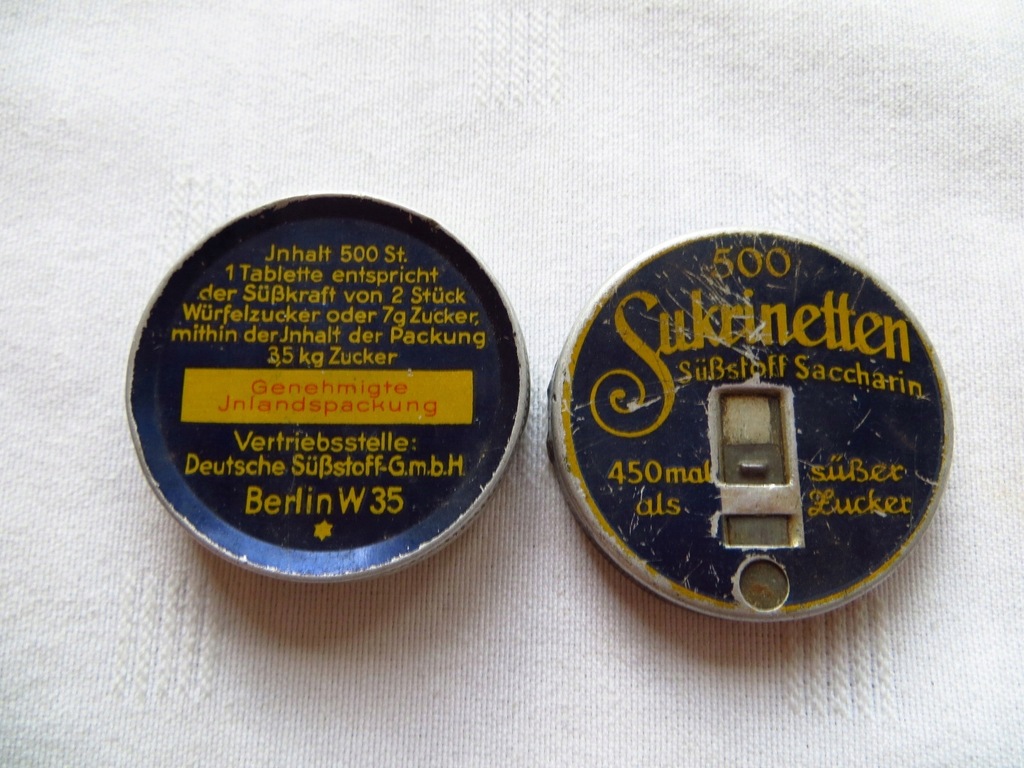 Jnhalt 500 St.
1 Tablette entspricht
der Süßkraft von 2 Stück
Würfelzucker oder 7g Zucker,
mithin der Jnhalt der Packung
3,5 kg Zucker
Genehmigte
Jnlandspackung
Vertriebsstelle:
Deutsche Süßstoff-G.m.b.H
Berlin W 35
500
Sukrinetten
Süßstoff Saccharin
450 mal süßer
als Zucker